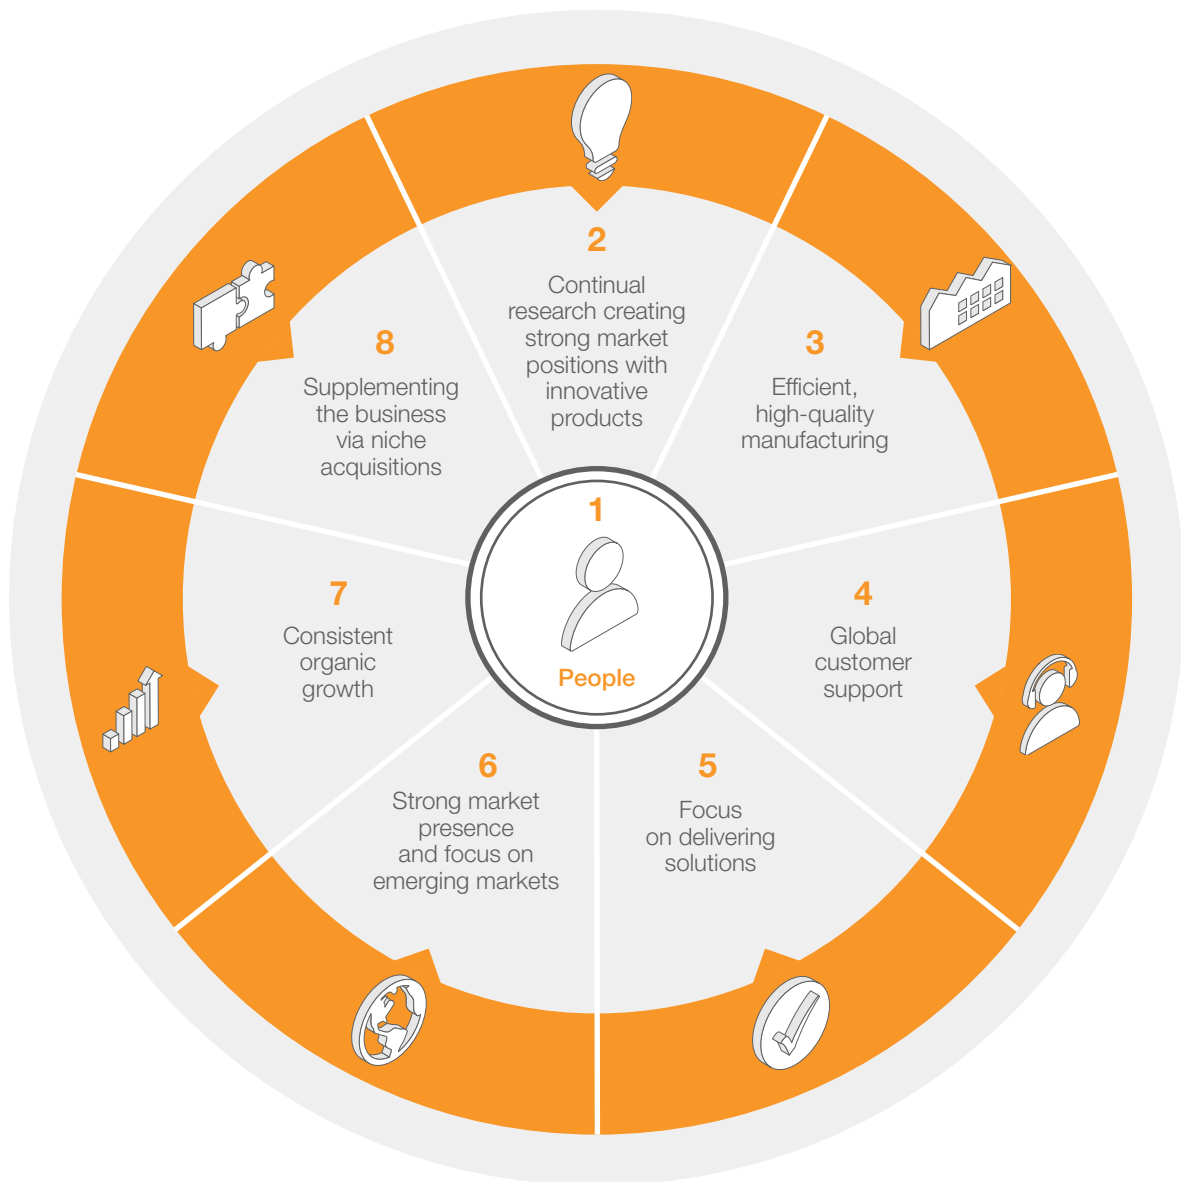 1
People
2
Continual
research creating
strong market
positions with
innovative
products
3
Efficient,
high-quality
manufacturing
4
Global
customer
support
5
Focus
on delivering
solutions
6
Strong market
presence
and focus on
emerging markets
7
Consistent
organic
growth
8
Supplementing
the business
via niche
acquisitions